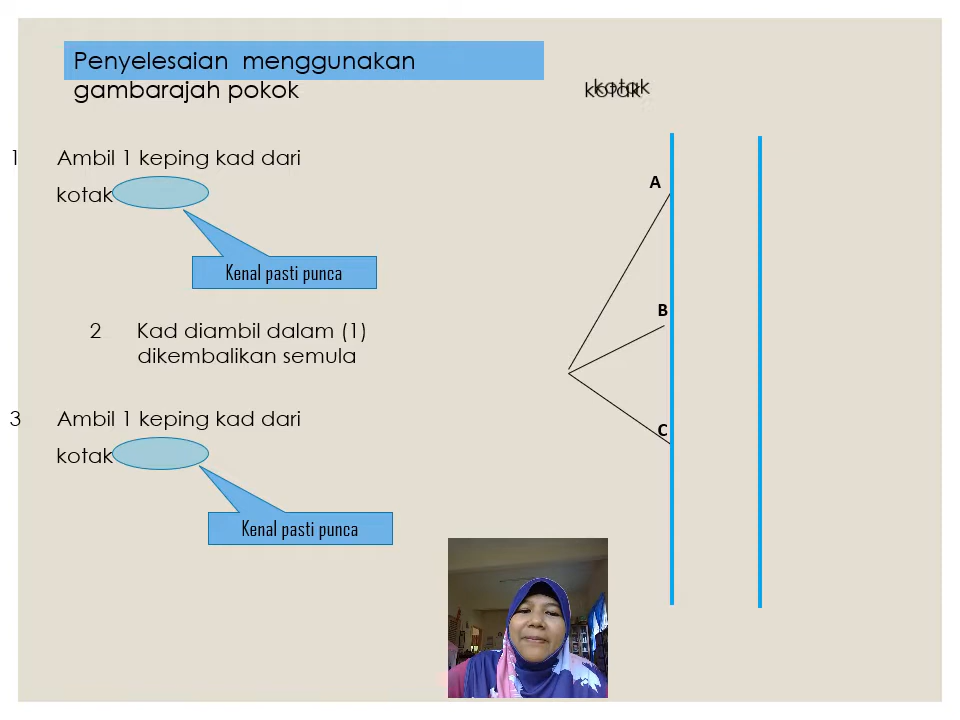 Penyelesaian menggunakan
gambarajah pokok
kotak
kotak
1 Ambil 1 keping kad dari
kotak
Kenal pasti punca
2 Kad diambil dalam (1)
dikembalikan semula
3 Ambil 1 keping kad dari
kotak
Kenal pasti punca
A
B
C